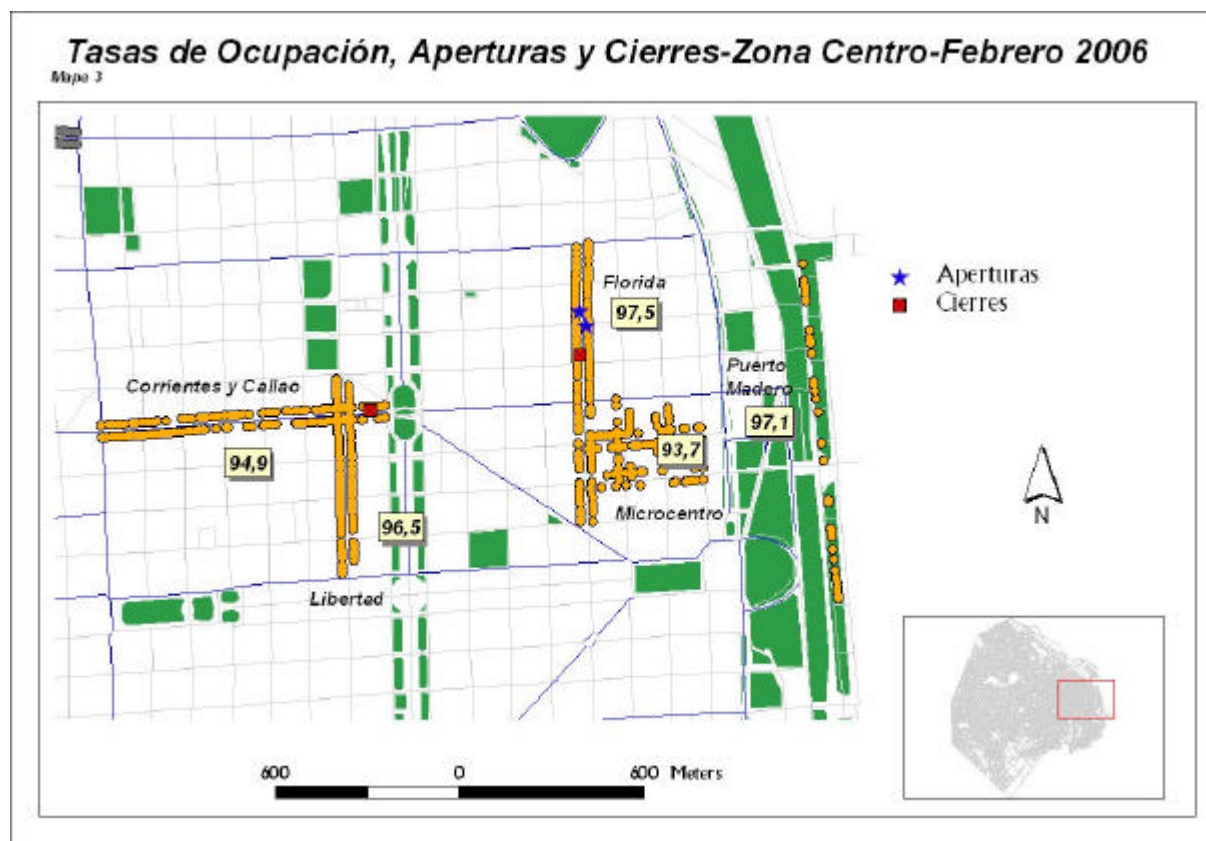 Tasas de Ocupación, Aperturas y Cierres-Zona Centro-Febrero 2006
Mapa 3
Florida
97,5
Aperturas
Cierres
Puerto
Madero
97,1
Corrientes y Callao
94,9
93,7
Microcentro
96,5
Libertad
N
600 0 600 Meters